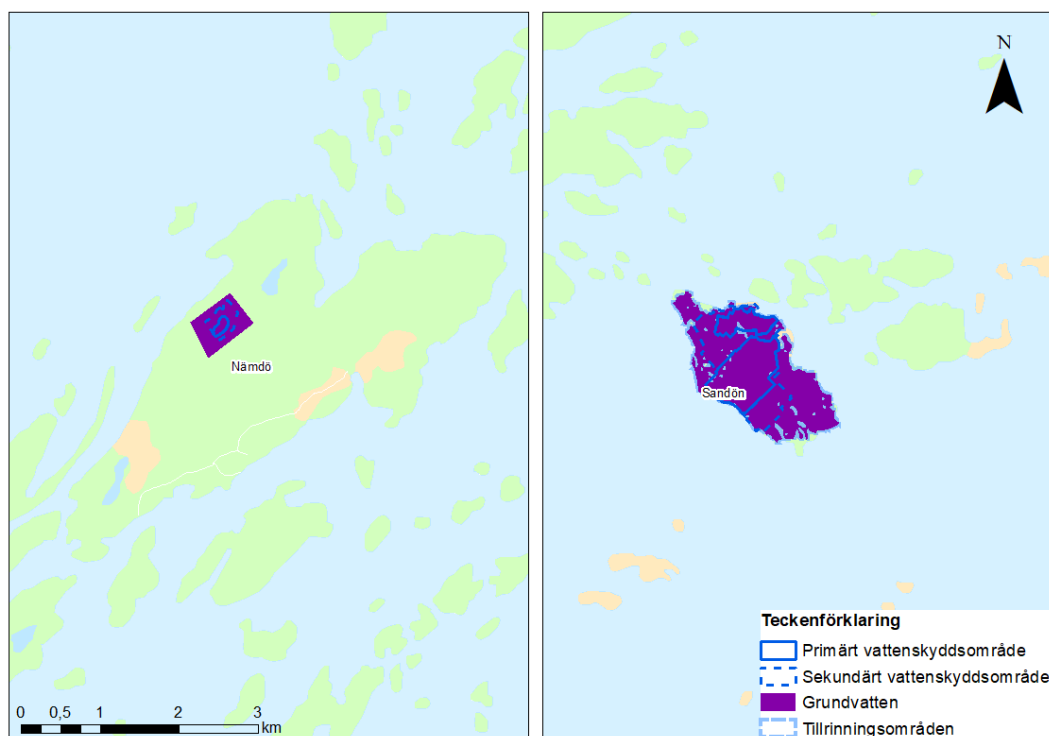 Nämdö
0 0,5 1 2 3
km
N
Sandön
Teckenförklaring
Primärt vattenskyddsområde
Sekundärt vattenskyddsområde
Grundvatten
Tillrinningsområden